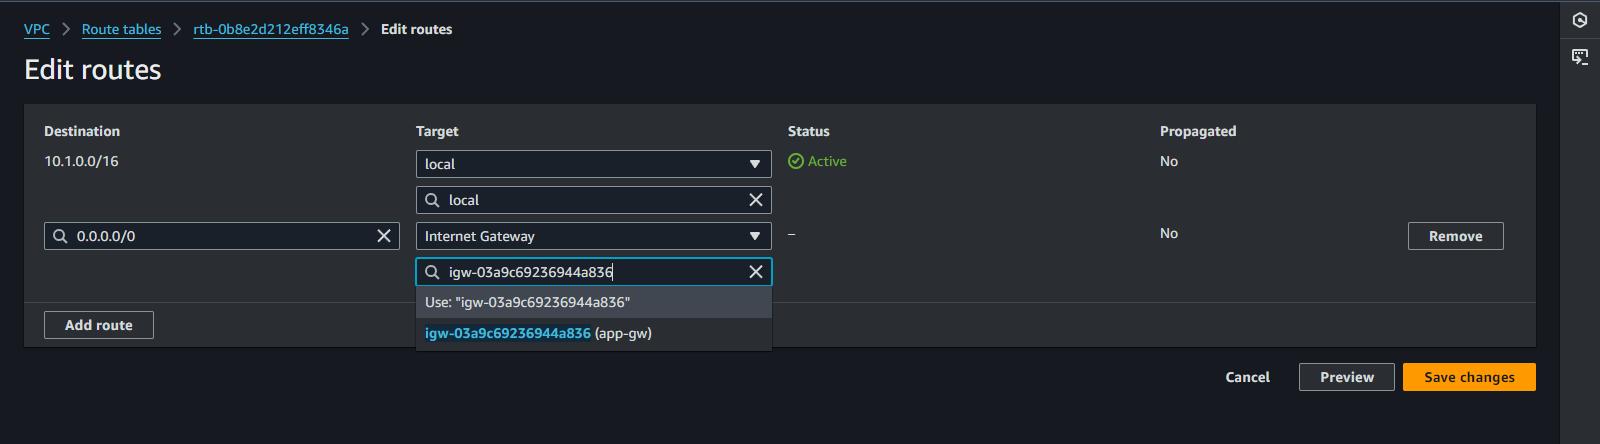 VPC > Route tables > rtb-0b8e2d212eff8346a > Edit routes
Edit routes
Destination Target Status Propagated
10.1.0.0/16 local Active No
local
0.0.0.0/0 Internet Gateway – No Remove
igw-03a9c69236944a836
Use: "igw-03a9c69236944a836"
Add route
igw-03a9c69236944a836 (app-gw)
Cancel Preview Save changes